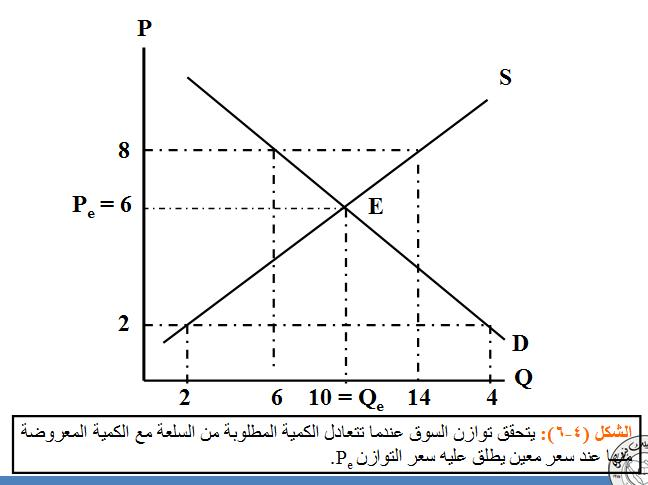 P
S
8
Pe = 6
E
2
D
Q
2 6 10 = Qe 14 4
الشكل (٤-٦): يتحقق توازن السوق عندما تتعادل الكمية المطلوبة من السلعة مع الكمية المعروضة
منها عند سعر معين يطلق عليه سعر التوازن Pe.